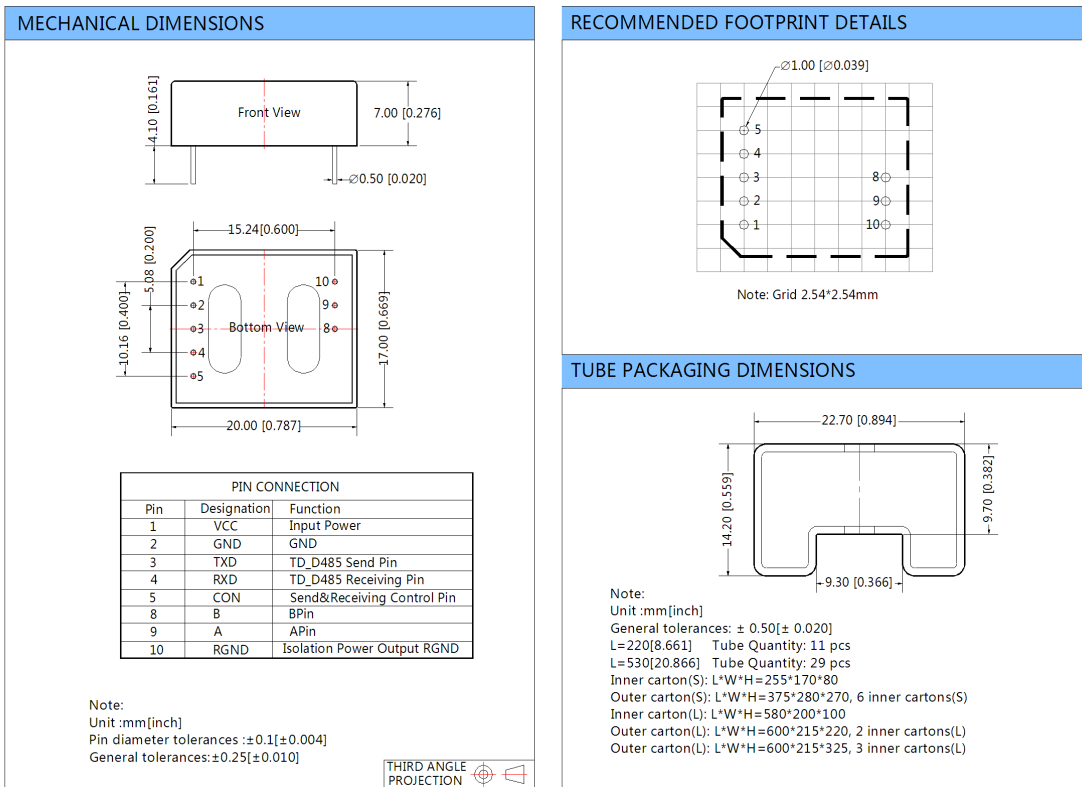 MECHANICAL DIMENSIONS
4.10 [0.161]
Front View
7.00 [0.276]
∅0.50 [0.020]
15.24[0.600]
5.08 [0.200]
10.16 [0.400]
1
2
3
4
5
10
9
8
Bottom View
17.00 [0.669]
20.00 [0.787]
PIN CONNECTION
Pin Designation Function
1 VCC Input Power
2 GND GND
3 TXD TD_D485 Send Pin
4 RXD TD_D485 Receiving Pin
5 CON Send&Receiving Control Pin
8 B BPin
9 A APin
10 RGND Isolation Power Output RGND
Note:
Unit :mm[inch]
Pin diameter tolerances :±0.1[±0.004]
General tolerances:±0.25[±0.010]
THIRD ANGLE
PROJECTION
RECOMMENDED FOOTPRINT DETAILS
∅1.00 [∅0.039]
5
4
3
2
1
8
9
10
Note: Grid 2.54*2.54mm
TUBE PACKAGING DIMENSIONS
22.70 [0.894]
14.20 [0.559]
9.70 [0.382]
9.30 [0.366]
Note:
Unit :mm[inch]
General tolerances: ± 0.50[± 0.020]
L=220[8.661] Tube Quantity: 11 pcs
L=530[20.866] Tube Quantity: 29 pcs
Inner carton(S): L*W*H=255*170*80
Outer carton(S): L*W*H=375*280*270, 6 inner cartons(S)
Inner carton(L): L*W*H=580*200*100
Outer carton(L): L*W*H=600*215*220, 2 inner cartons(L)
Outer carton(L): L*W*H=600*215*325, 3 inner cartons(L)